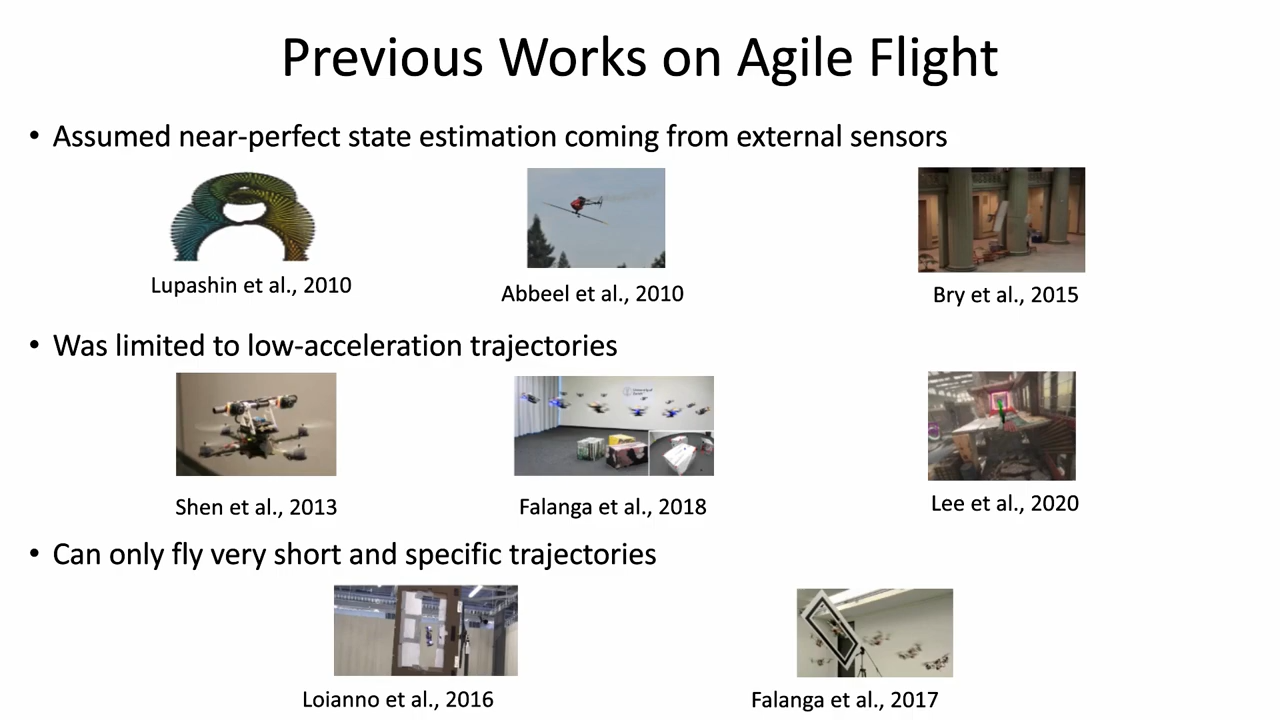 Previous Works on Agile Flight
• Assumed near-perfect state estimation coming from external sensors
Lupashin et al., 2010
Abbeel et al., 2010
Bry et al., 2015
• Was limited to low-acceleration trajectories
Shen et al., 2013
Falanga et al., 2018
Lee et al., 2020
• Can only fly very short and specific trajectories
Loianno et al., 2016
Falanga et al., 2017